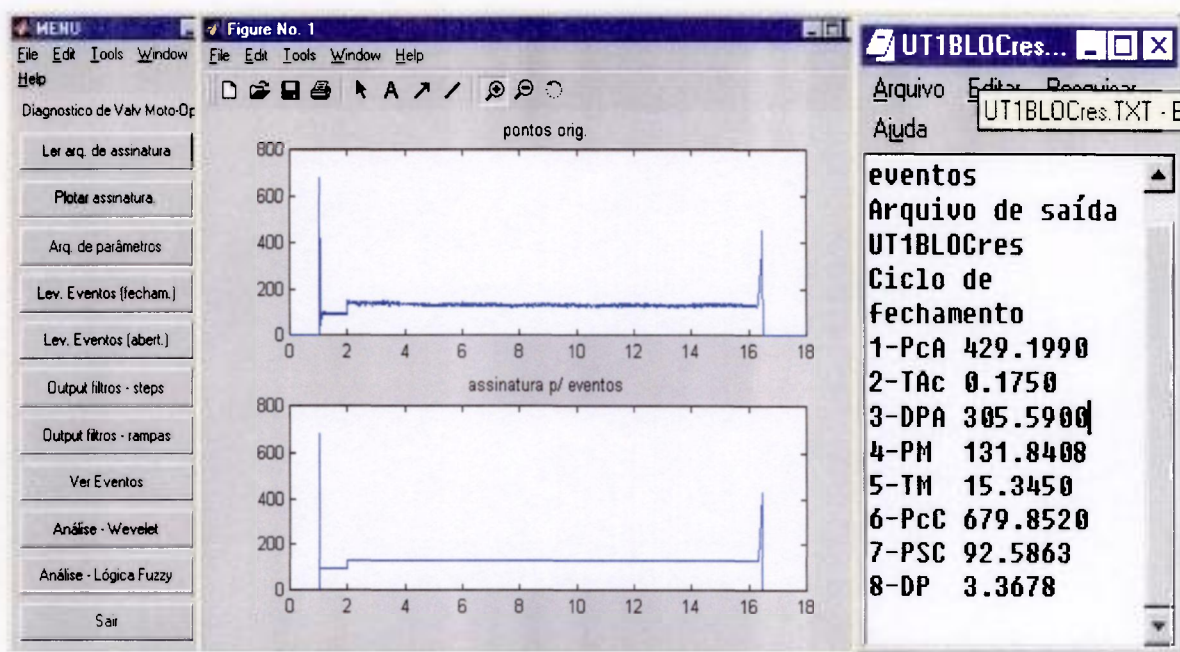 MENU
File Edit Tools Window
Help
Diagnostico de Valv Moto-Op
Ler arq. de assinatura
Plotar assinatura.
Arq. de parâmetros
Lev. Eventos (fecham.)
Lev. Eventos (abert.)
Output filtros - steps
Output filtros - rampas
Ver Eventos
Análise - Wevelet
Análise - Lógica Fuzzy
Sair
Figure No. 1
File Edit Tools Window Help
A
pontos orig.
800
600
400
200
0
0 2 4 6 8 10 12 14 16 18
assinatura p/ eventos
800
600
400
200
0
0 2 4 6 8 10 12 14 16 18
UT1BLOCres...
Arquivo Editar Pesquisar
UT1BLOCres.TXT - B
Ajuda
eventos
Arquivo de saída
UT1BLOCres
Ciclo de
fechamento
1-PcA 429.1990
2-TAc 0.1750
3-DPA 305.5900
4-PM 131.8408
5-TM 15.3450
6-PcC 679.8520
7-PSC 92.5863
8-DP 3.3678